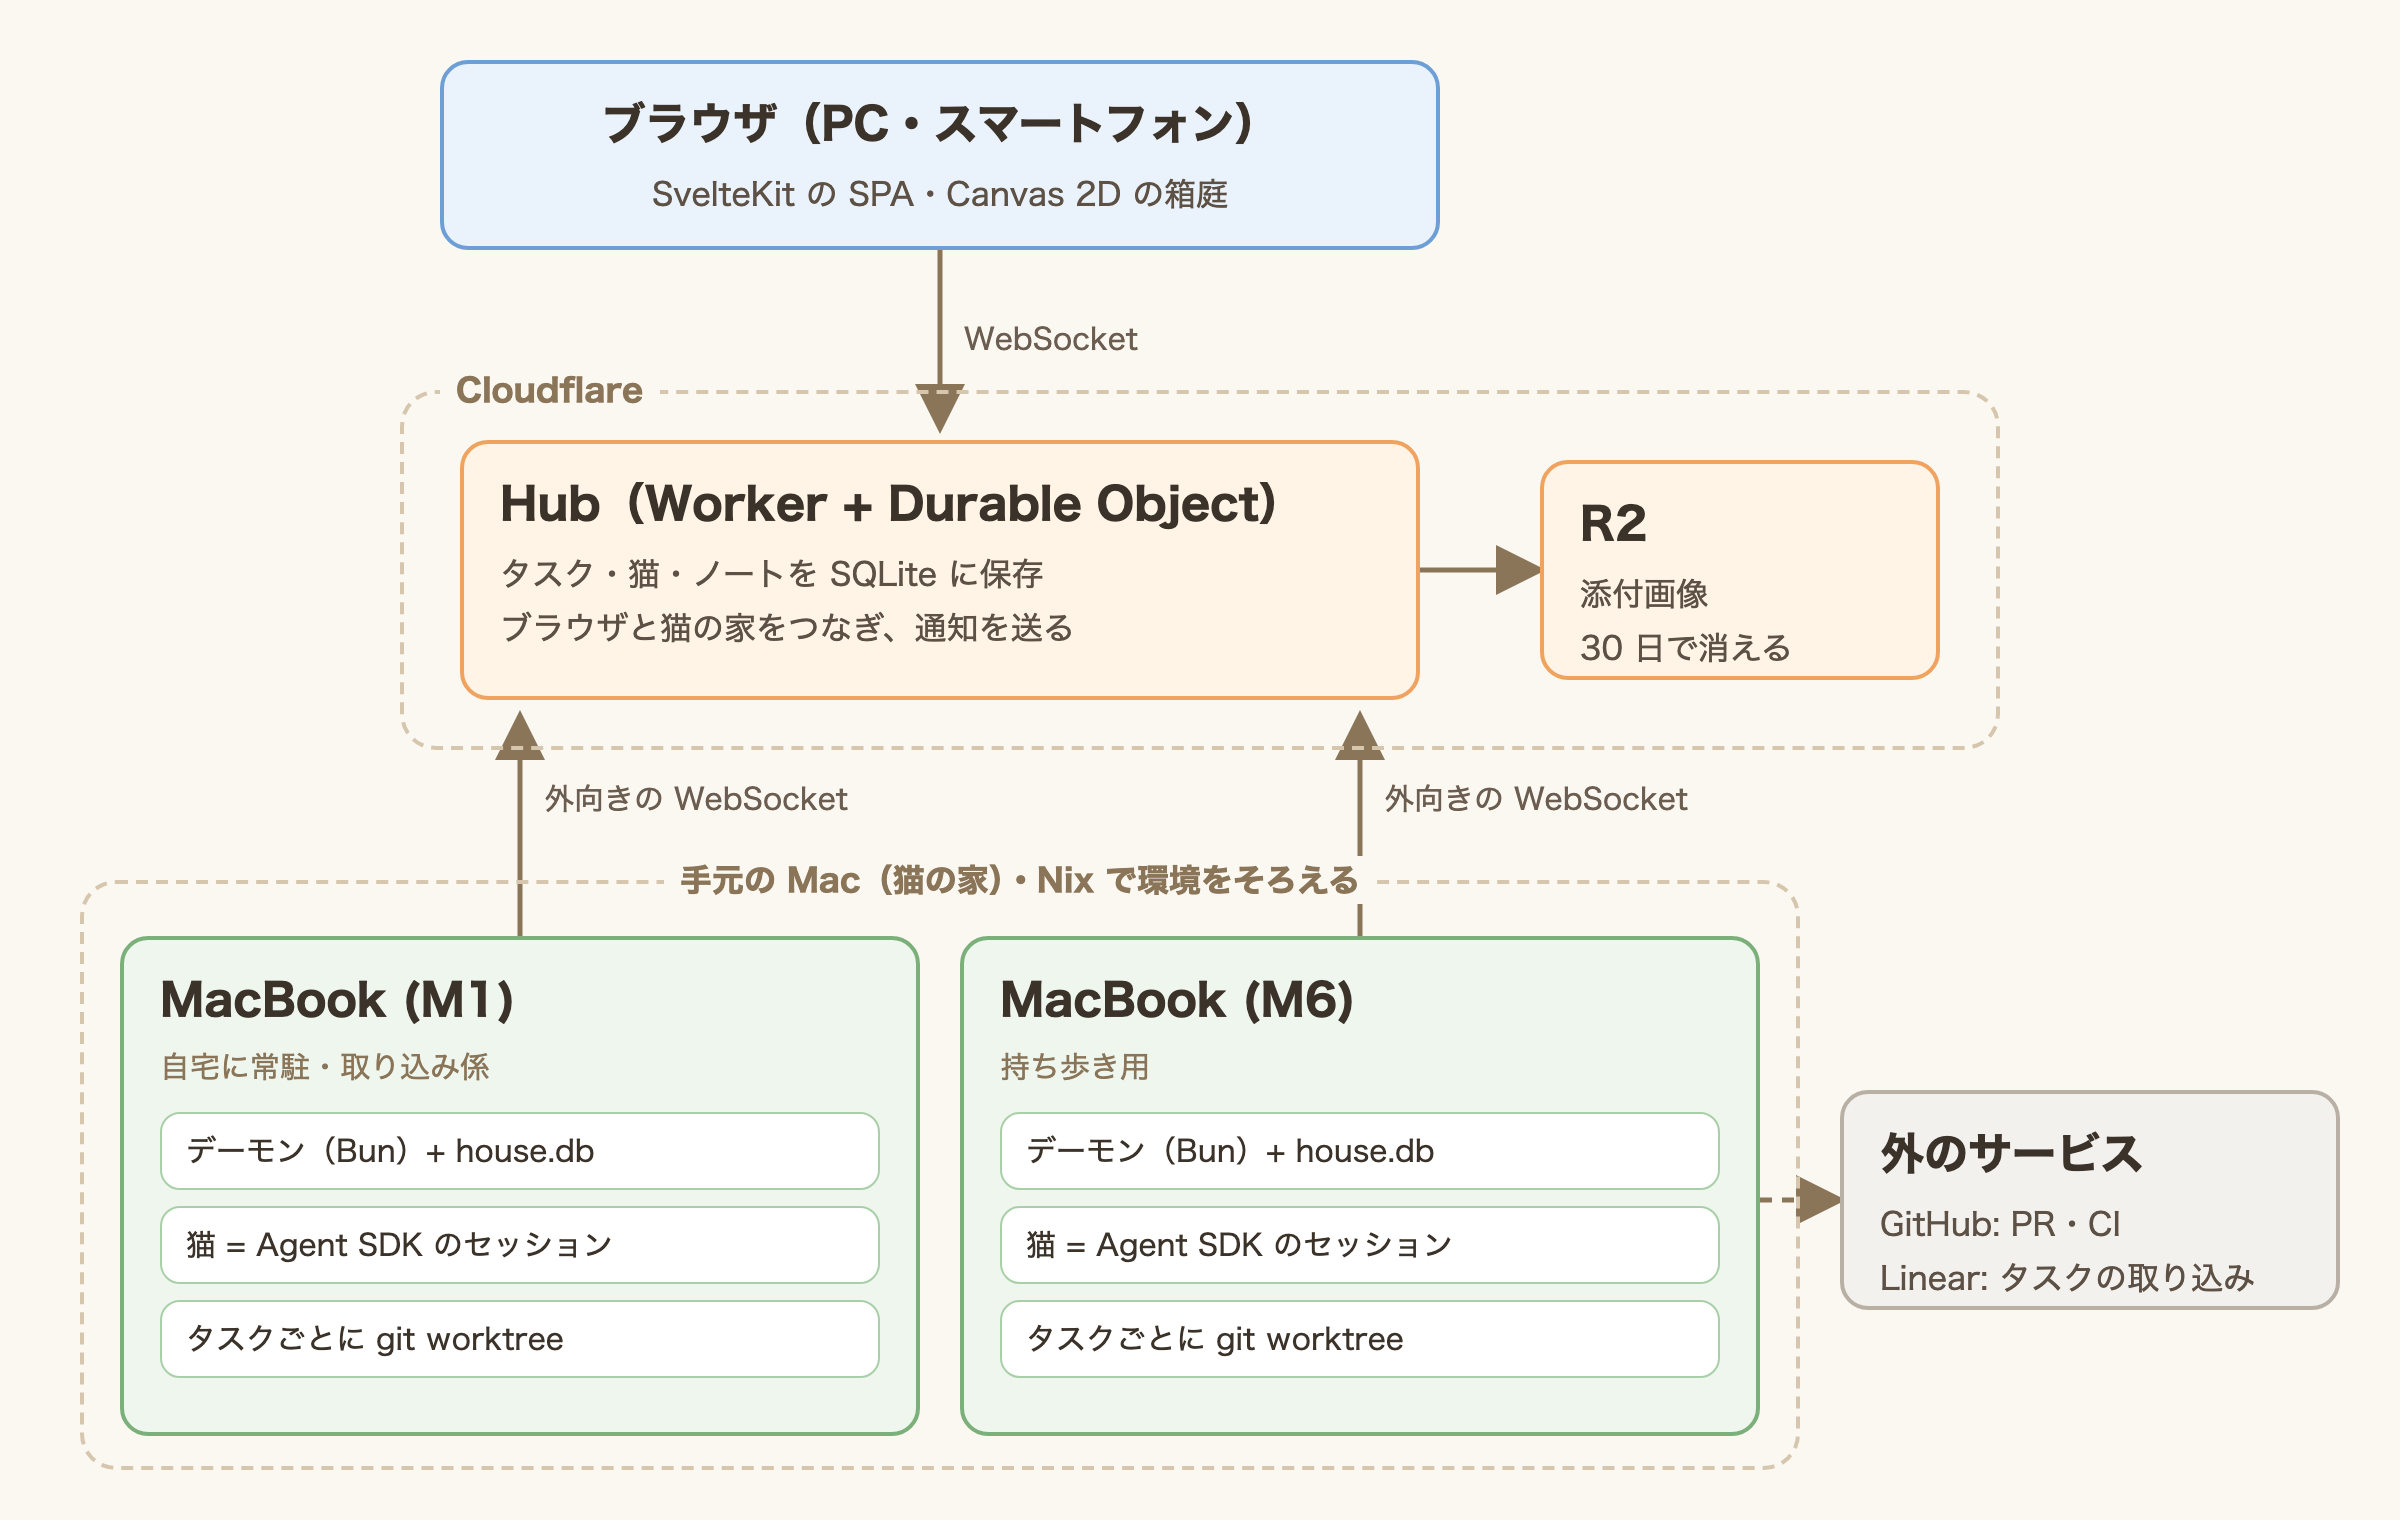 ブラウザ（PC・スマートフォン）
SvelteKit の SPA・Canvas 2D の箱庭
WebSocket
Cloudflare
Hub（Worker + Durable Object）
タスク・猫・ノートを SQLite に保存
ブラウザと猫の家をつなぎ、通知を送る
R2
添付画像
30 日で消える
外向きの WebSocket
外向きの WebSocket
手元の Mac（猫の家）・Nix で環境をそろえる
MacBook (M1)
自宅に常駐・取り込み係
デーモン（Bun）+ house.db
猫 = Agent SDK のセッション
タスクごとに git worktree
MacBook (M6)
持ち歩き用
デーモン（Bun）+ house.db
猫 = Agent SDK のセッション
タスクごとに git worktree
外のサービス
GitHub: PR・CI
Linear: タスクの取り込み